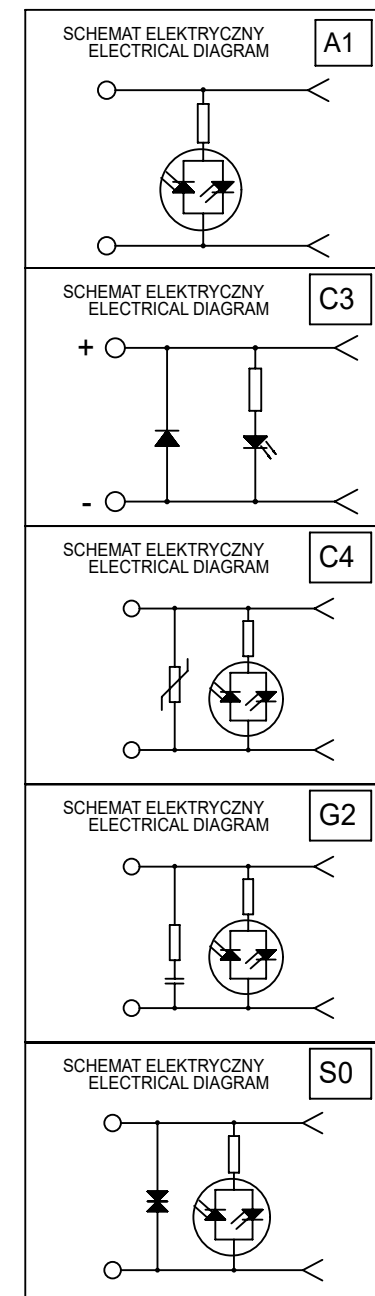 SCHEMAT ELEKTRYCZNY
ELECTRICAL DIAGRAM
A1
SCHEMAT ELEKTRYCZNY
ELECTRICAL DIAGRAM
C3
+
-
SCHEMAT ELEKTRYCZNY
ELECTRICAL DIAGRAM
C4
SCHEMAT ELEKTRYCZNY
ELECTRICAL DIAGRAM
G2
SCHEMAT ELEKTRYCZNY
ELECTRICAL DIAGRAM
S0